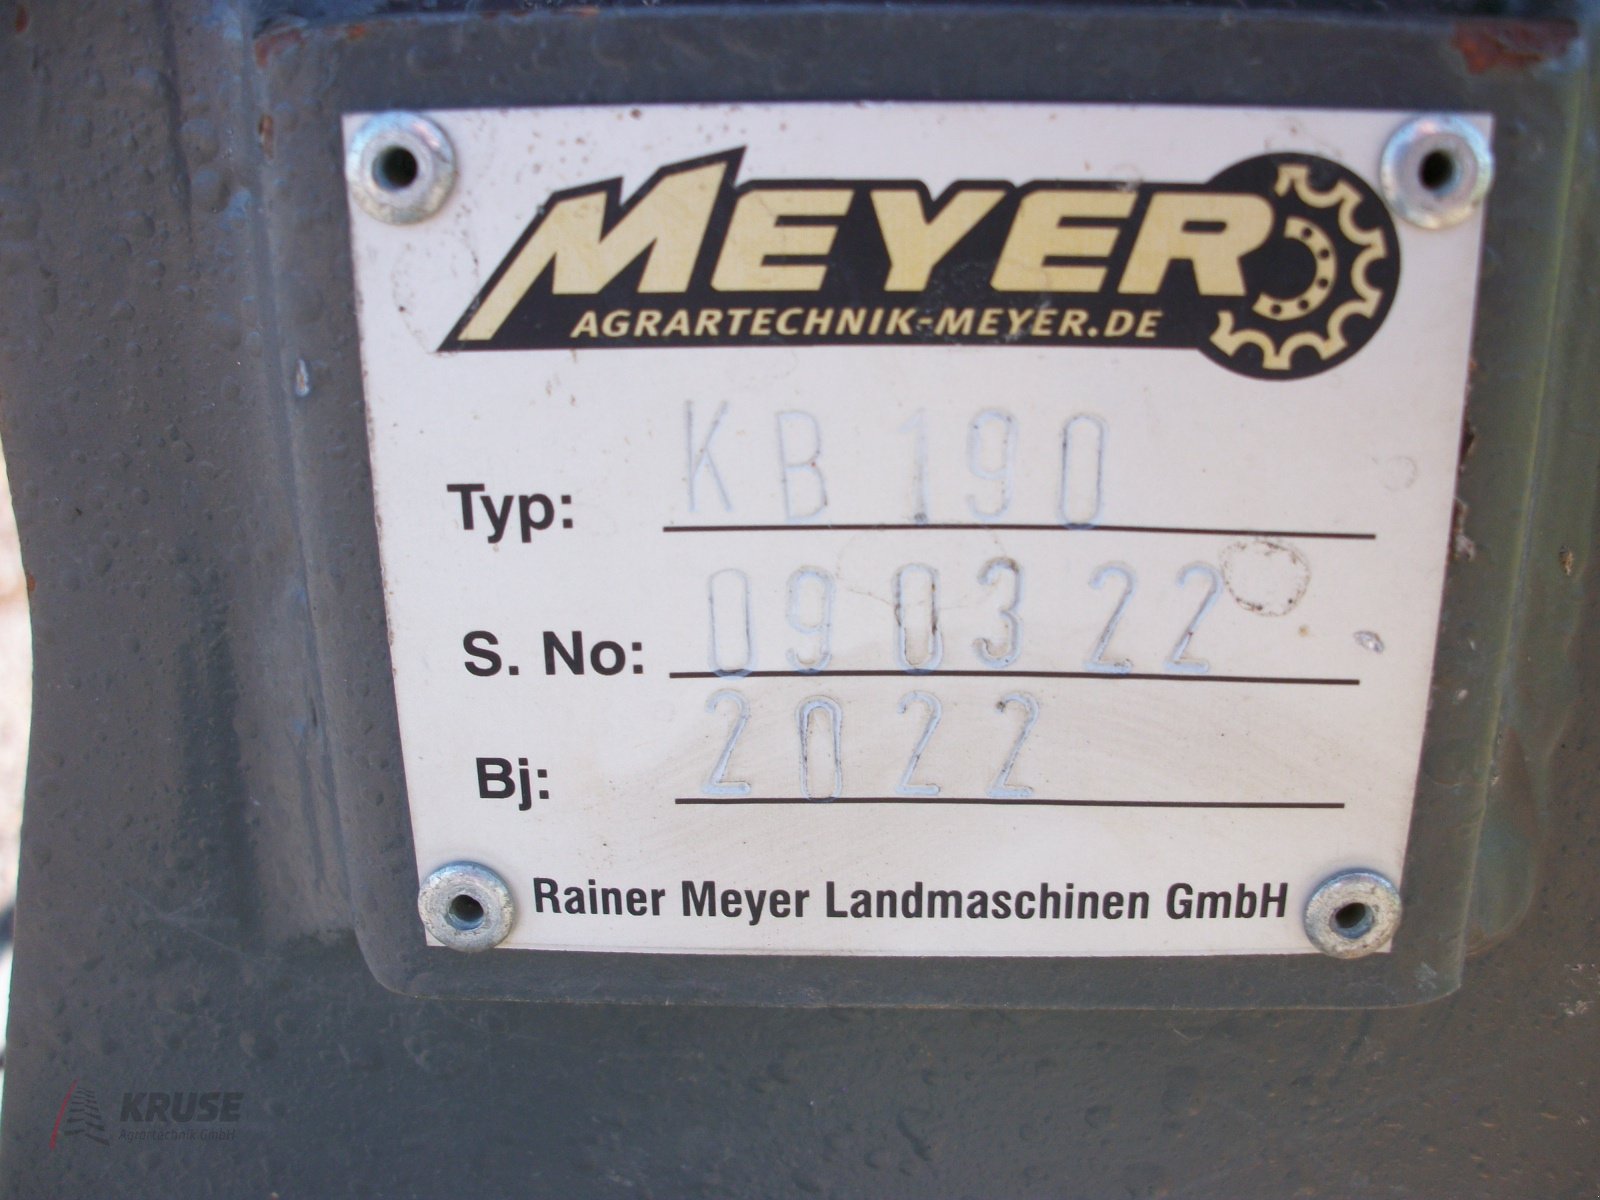 MEYER
AGRARTECHNIK-MEYER.DE
Typ: KB 190
S. No: 090322
Bj: 2022
Rainer Meyer Landmaschinen GmbH
KRUSE
Agrartechnik GmbH